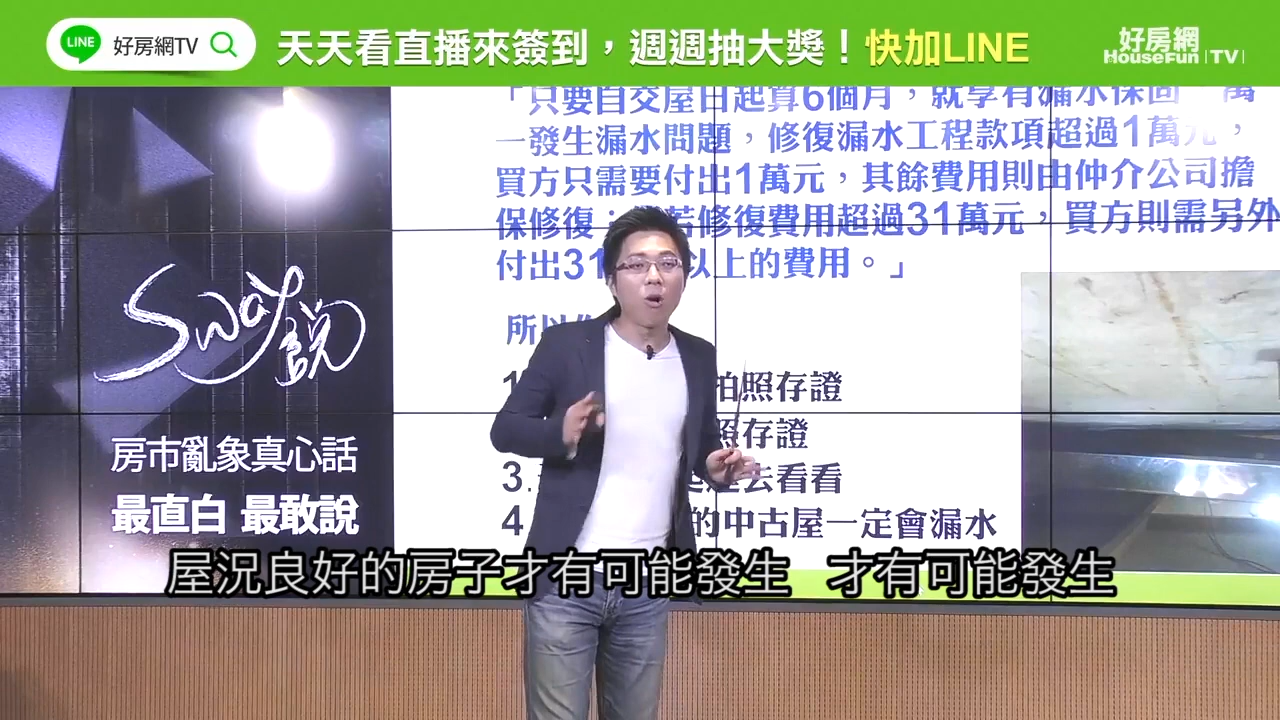 LINE 好房網TV
天天看直播來簽到，週週抽大獎！快加LINE
好房網
HouseFun TV
「只要自交屋日起算6個月，就享有漏水保固 萬
一發生漏水問題，修復漏水工程款項超過1萬元，
買方只需要付出1萬元，其餘費用則由仲介公司擔
保修復；若修復費用超過31萬元，買方則需另外
付出31 以上的費用。」
所以
1 拍照存證
照存證
3. 去看看
4 的中古屋一定會漏水
Sway說
房市亂象真心話
最直白 最敢說
屋況良好的房子才有可能發生 才有可能發生